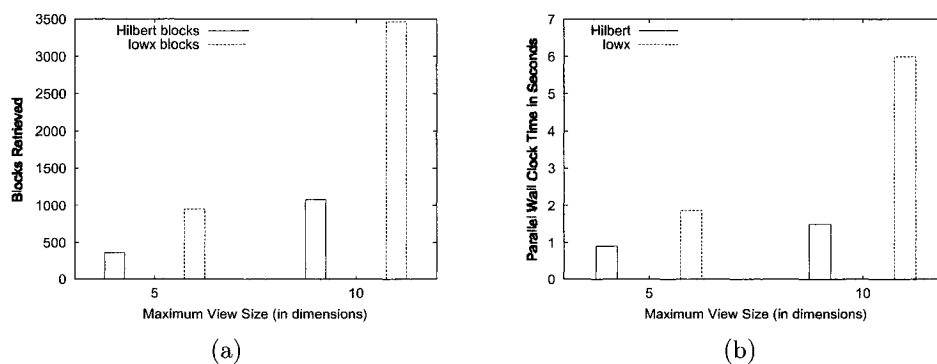 3500
3000
2500
2000
1500
1000
500
0
Blocks Retrieved
Hilbert blocks
lowx blocks
5
10
Maximum View Size (in dimensions)
(a)
7
6
5
4
3
2
1
0
Parallel Wall Clock Time in Seconds
Hilbert
lowx
5
10
Maximum View Size (in dimensions)
(b)